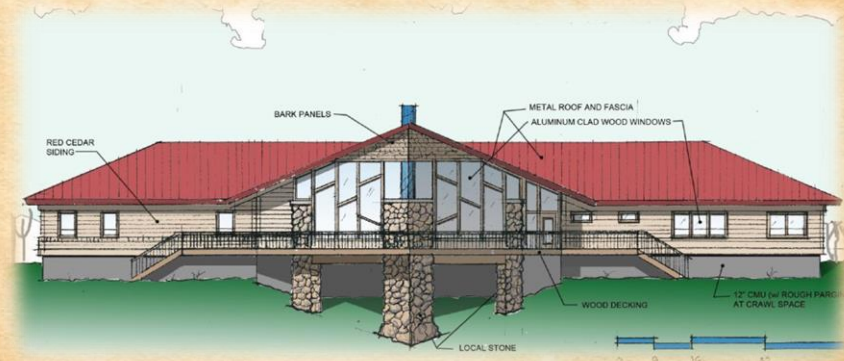 BARK PANELS
METAL ROOF AND FASCIA
ALUMINUM CLAD WOOD WINDOWS
RED CEDAR
SIDING
WOOD DECKING
12" CMU (w/ ROUGH
AT CRAWL SPACE
LOCAL STONE